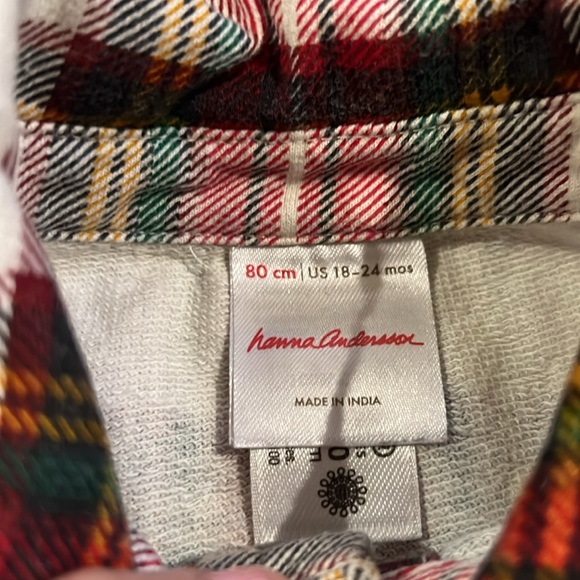 80 cm | US 18-24 mos
hanna andersson
MADE IN INDIA